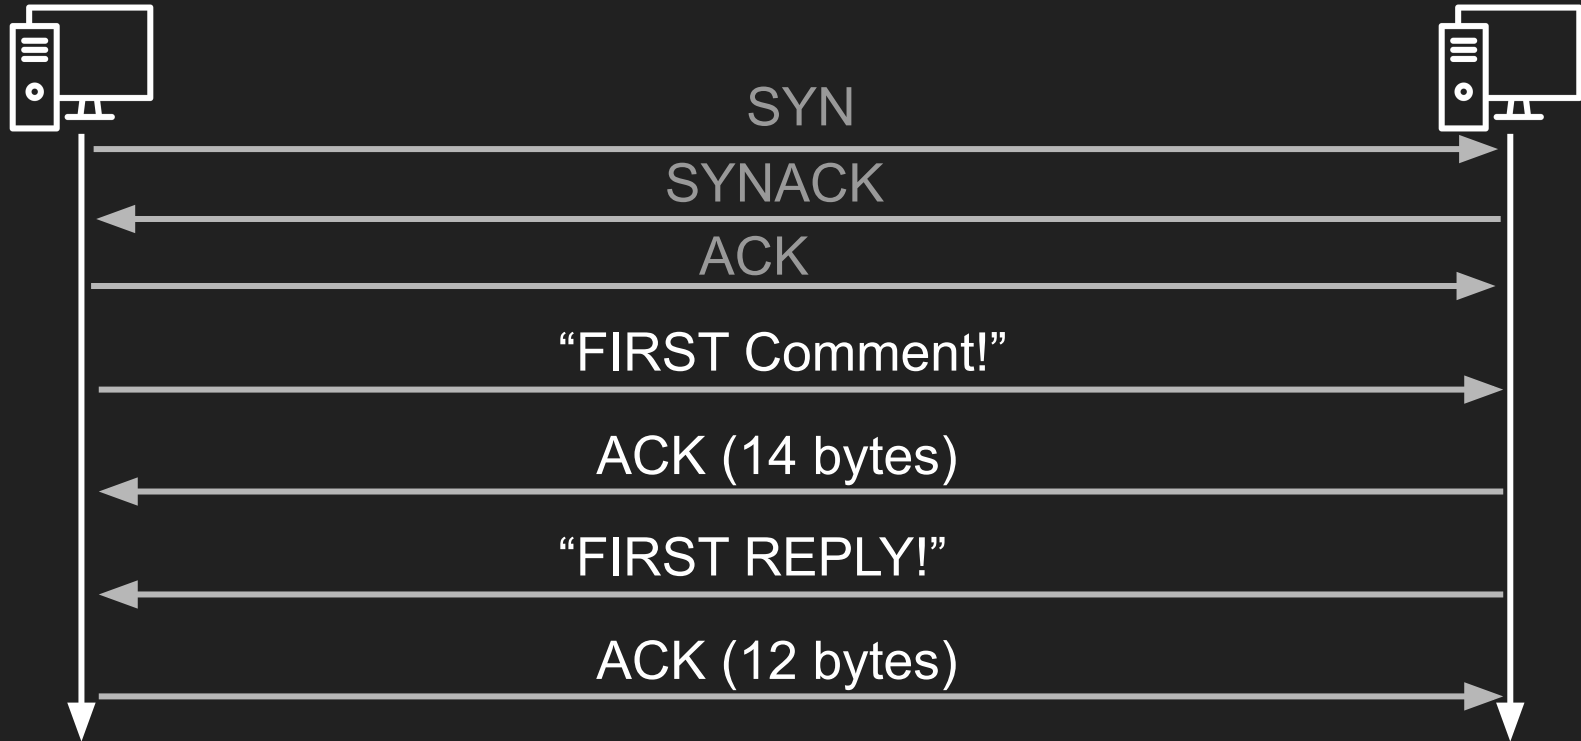 SYN
SYNACK
ACK
“FIRST Comment!”
ACK (14 bytes)
“FIRST REPLY!”
ACK (12 bytes)